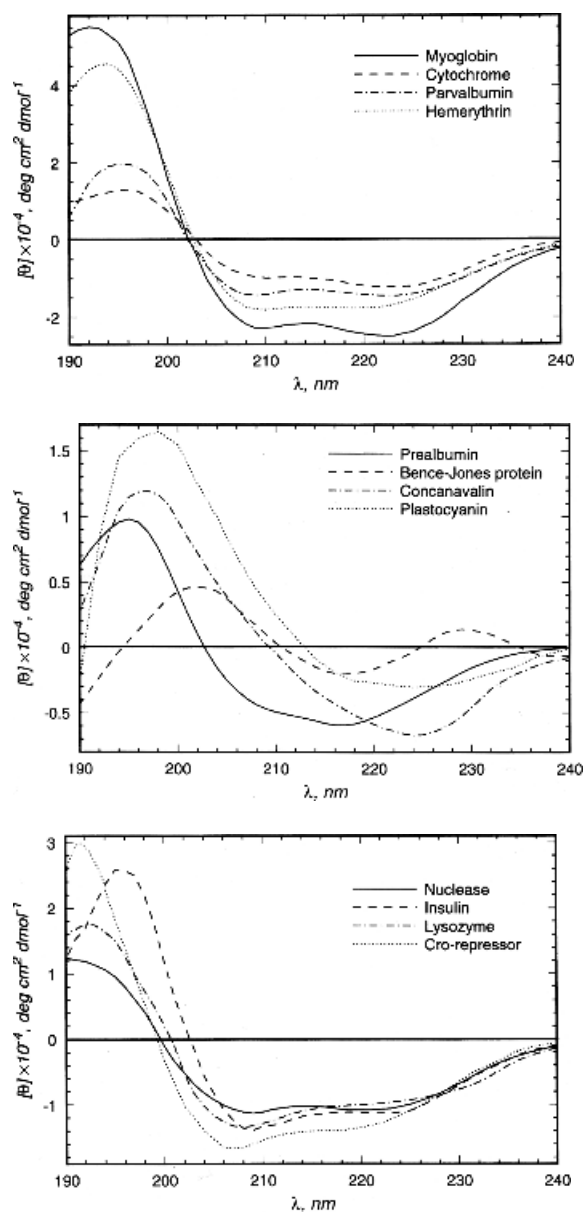 Myoglobin
Cytochrome
Parvalbumin
Hemerythrin
[θ]×10⁻⁴, deg cm² dmol⁻¹
4
2
0
-2
190 200 210 220 230 240
λ, nm
Prealbumin
Bence-Jones protein
Concanavalin
Plastocyanin
[θ]×10⁻⁴, deg cm² dmol⁻¹
1.5
1
0.5
0
-0.5
190 200 210 220 230 240
λ, nm
Nuclease
Insulin
Lysozyme
Cro-repressor
[θ]×10⁻⁴, deg cm² dmol⁻¹
3
2
1
0
-1
190 200 210 220 230 240
λ, nm